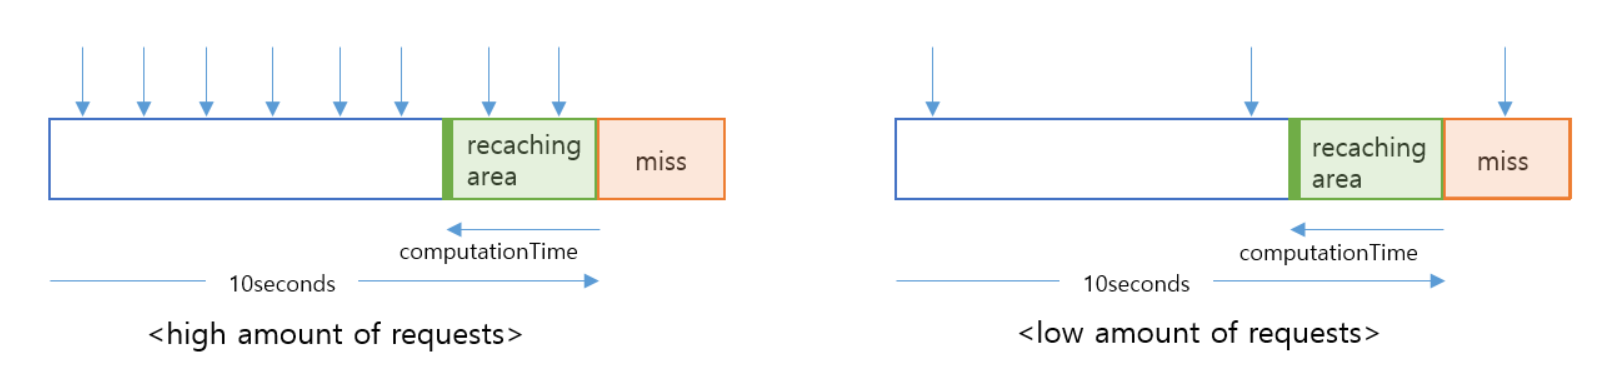 recaching
area
miss
computationTime
10seconds
<high amount of requests>
recaching
area
miss
computationTime
10seconds
<low amount of requests>